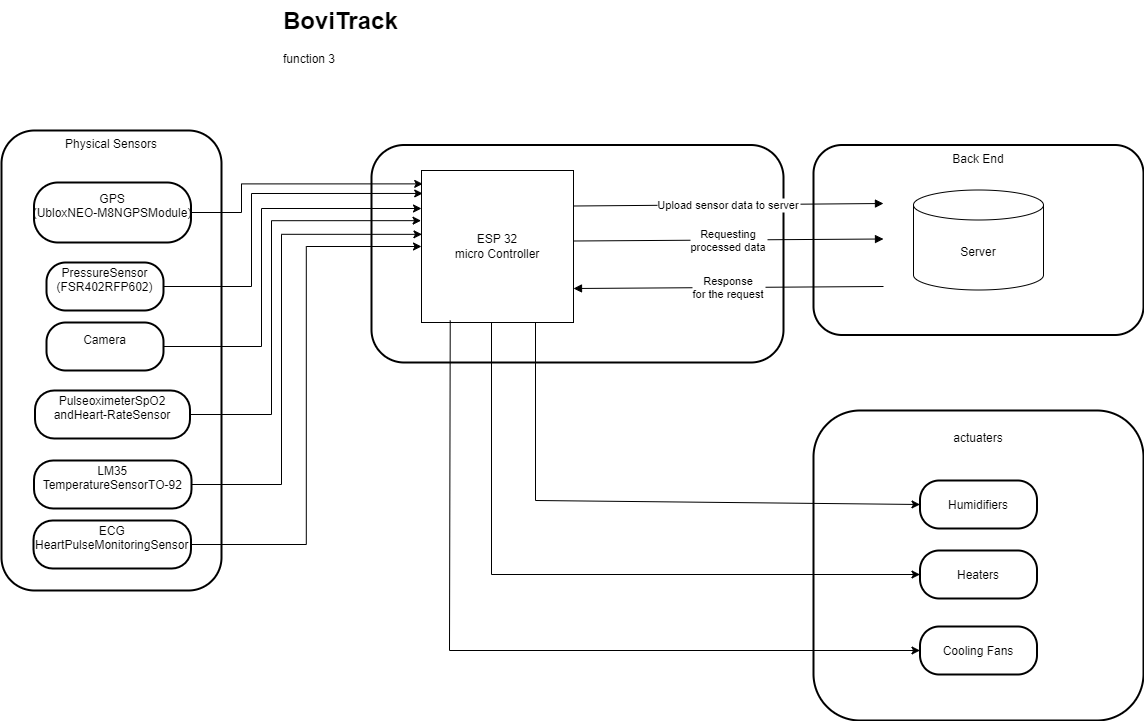 BoviTrack
function 3
Physical Sensors
GPS
(UbloxNEO-M8NGPSModule)
PressureSensor
(FSR402RFP602)
Camera
PulseoximeterSpO2
andHeart-RateSensor
LM35
TemperatureSensorTO-92
ECG
HeartPulseMonitoringSensor
ESP 32
micro Controller
Upload sensor data to server
Requesting
processed data
Response
for the request
Back End
Server
actuaters
Humidifiers
Heaters
Cooling Fans